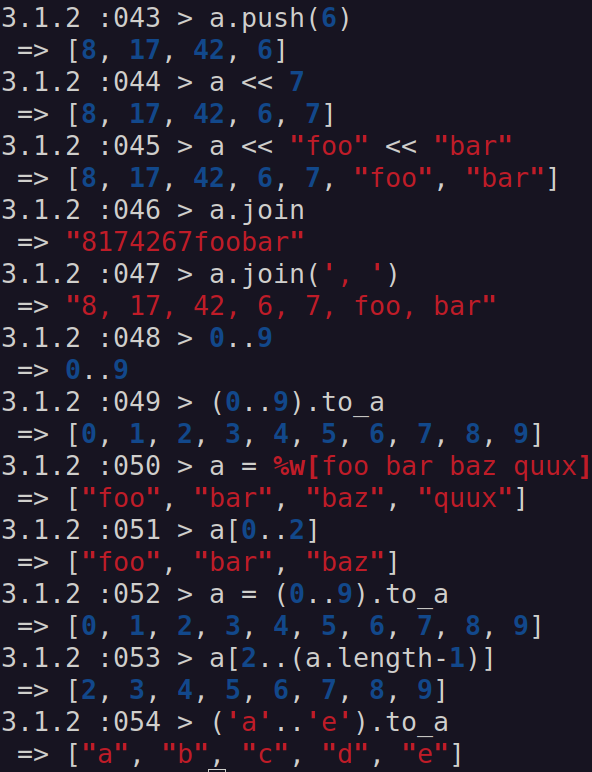 3.1.2 :043 > a.push(6)
 => [8, 17, 42, 6]
3.1.2 :044 > a << 7
 => [8, 17, 42, 6, 7]
3.1.2 :045 > a << "foo" << "bar"
 => [8, 17, 42, 6, 7, "foo", "bar"]
3.1.2 :046 > a.join
 => "8174267foobar"
3.1.2 :047 > a.join(', ')
 => "8, 17, 42, 6, 7, foo, bar"
3.1.2 :048 > 0..9
 => 0..9
3.1.2 :049 > (0..9).to_a
 => [0, 1, 2, 3, 4, 5, 6, 7, 8, 9]
3.1.2 :050 > a = %w[foo bar baz quux]
 => ["foo", "bar", "baz", "quux"]
3.1.2 :051 > a[0..2]
 => ["foo", "bar", "baz"]
3.1.2 :052 > a = (0..9).to_a
 => [0, 1, 2, 3, 4, 5, 6, 7, 8, 9]
3.1.2 :053 > a[2..(a.length-1)]
 => [2, 3, 4, 5, 6, 7, 8, 9]
3.1.2 :054 > ('a'..'e').to_a
 => ["a", "b", "c", "d", "e"]